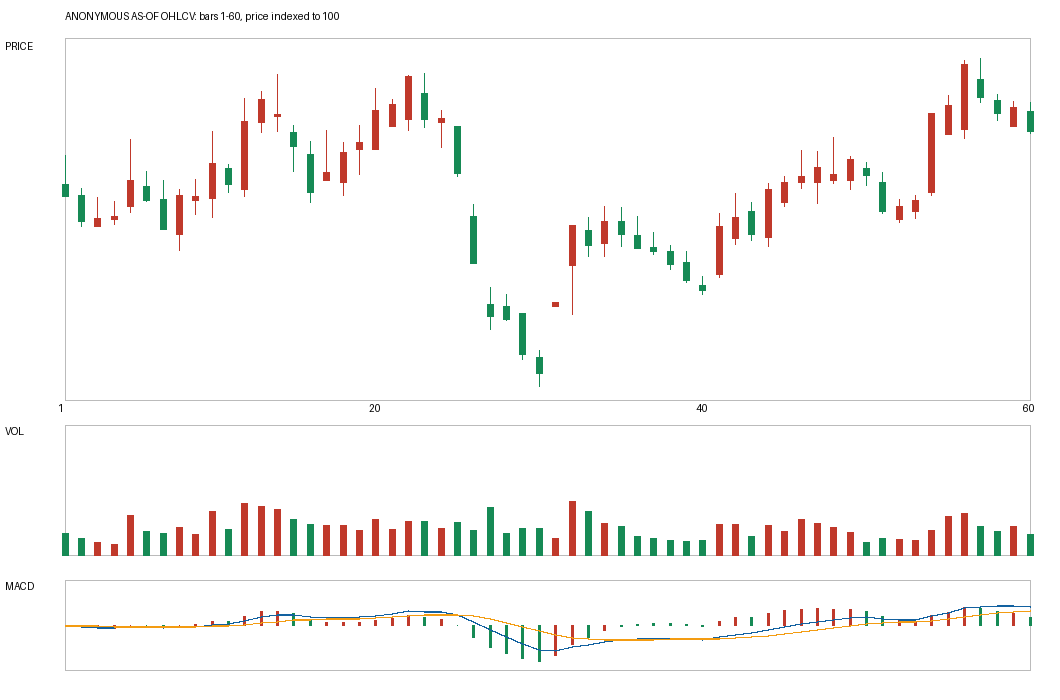 ANONYMOUS AS-OF OHLCV: bars 1-60, price indexed to 100
PRICE
1 20 40 60
VOL
MACD